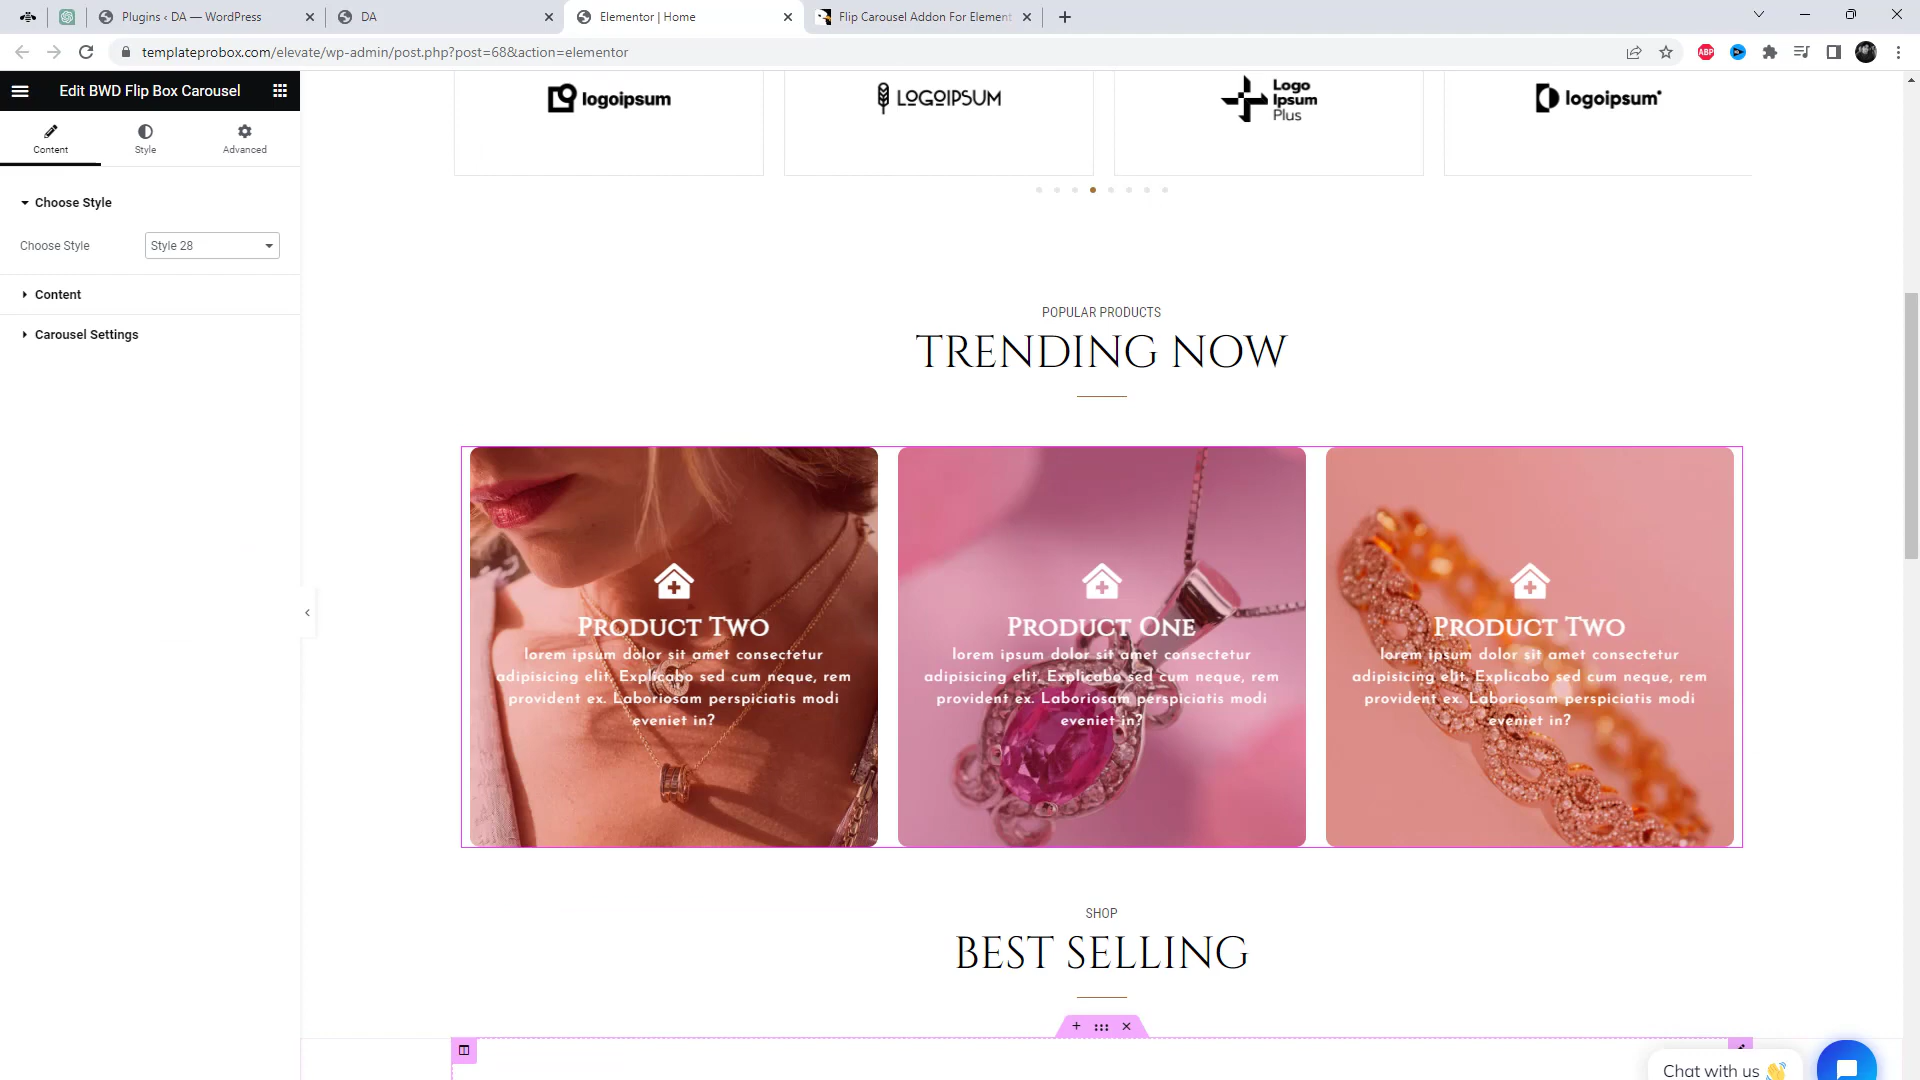 Plugins ‹ DA — WordPress
DA
Elementor | Home
Flip Carousel Addon For Element
templateprobox.com/elevate/wp-admin/post.php?post=68&action=elementor
ABP
Edit BWD Flip Box Carousel
Content
Style
Advanced
Choose Style
Choose Style
Style 28
Content
Carousel Settings
logoipsum
LOGOIPSUM
Logo
Ipsum
Plus
logoipsum
POPULAR PRODUCTS
TRENDING NOW
Product Two
lorem ipsum dolor sit amet consectetur
adipisicing elit. Explicabo sed cum neque, rem
provident ex. Laboriosam perspiciatis modi
eveniet in?
Product One
lorem ipsum dolor sit amet consectetur
adipisicing elit. Explicabo sed cum neque, rem
provident ex. Laboriosam perspiciatis modi
eveniet in?
Product Two
lorem ipsum dolor sit amet consectetur
adipisicing elit. Explicabo sed cum neque, rem
provident ex. Laboriosam perspiciatis modi
eveniet in?
SHOP
BEST SELLING
Chat with us 👋